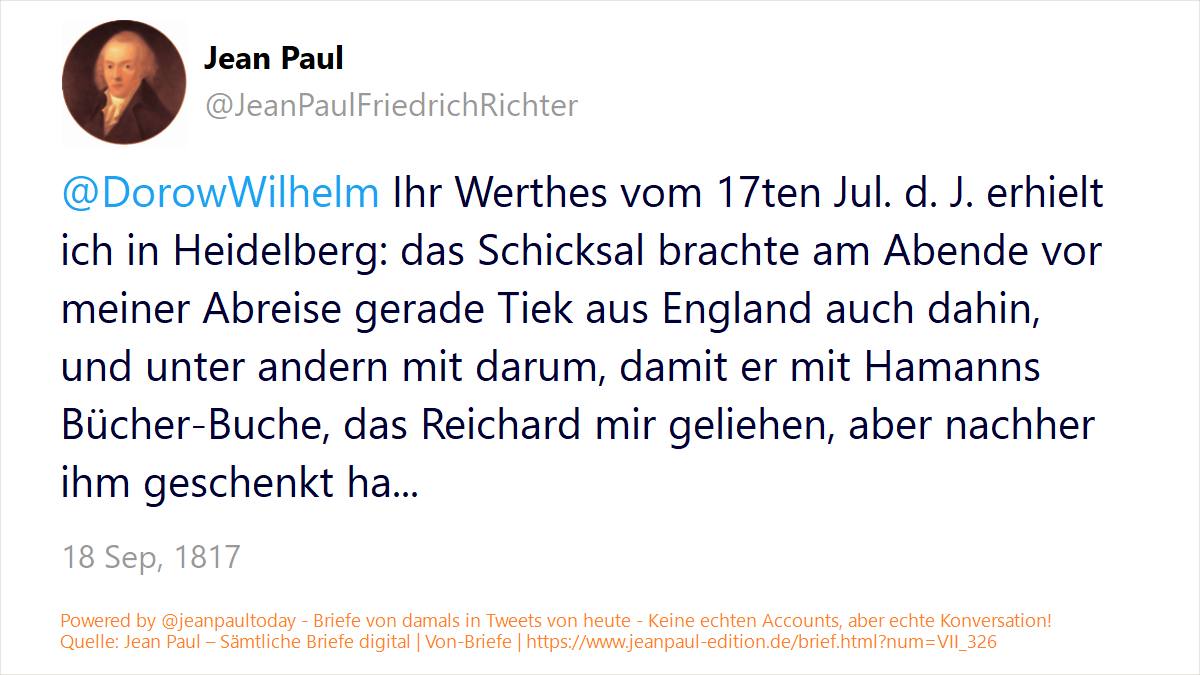 Jean Paul
@JeanPaulFriedrichRichter
@DorowWilhelm Ihr Werthes vom 17ten Jul. d. J. erhielt
ich in Heidelberg: das Schicksal brachte am Abende vor
meiner Abreise gerade Tiek aus England auch dahin,
und unter andern mit darum, damit er mit Hamanns
Bücher-Buche, das Reichard mir geliehen, aber nachher
ihm geschenkt ha...
18 Sep, 1817
Powered by @jeanpaultoday - Briefe von damals in Tweets von heute - Keine echten Accounts, aber echte Konversation!
Quelle: Jean Paul – Sämtliche Briefe digital | Von-Briefe | https://www.jeanpaul-edition.de/brief.html?num=VII_326